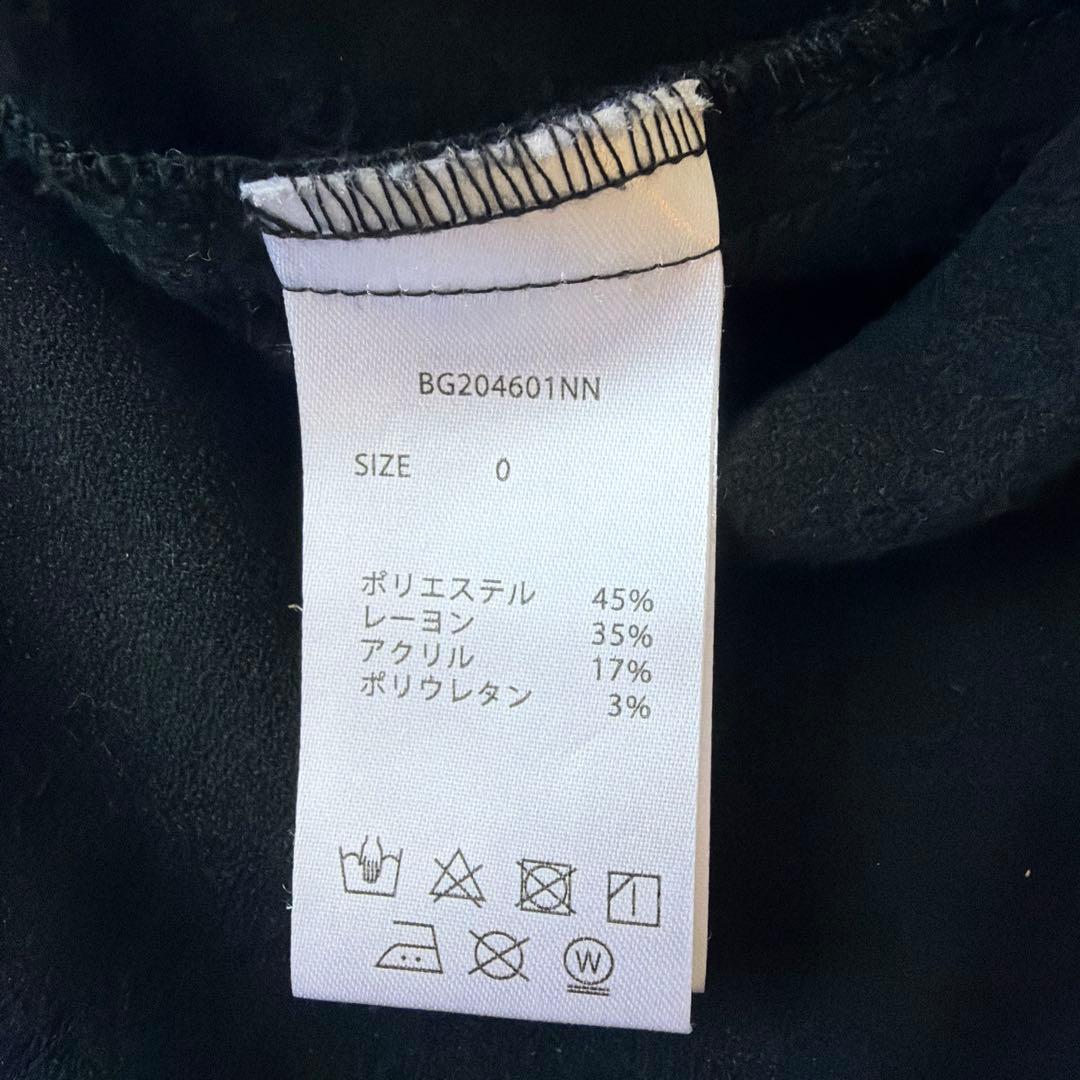 BG204601NN
SIZE 0
ポリエステル 45%
レーヨン 35%
アクリル 17%
ポリウレタン 3%
W